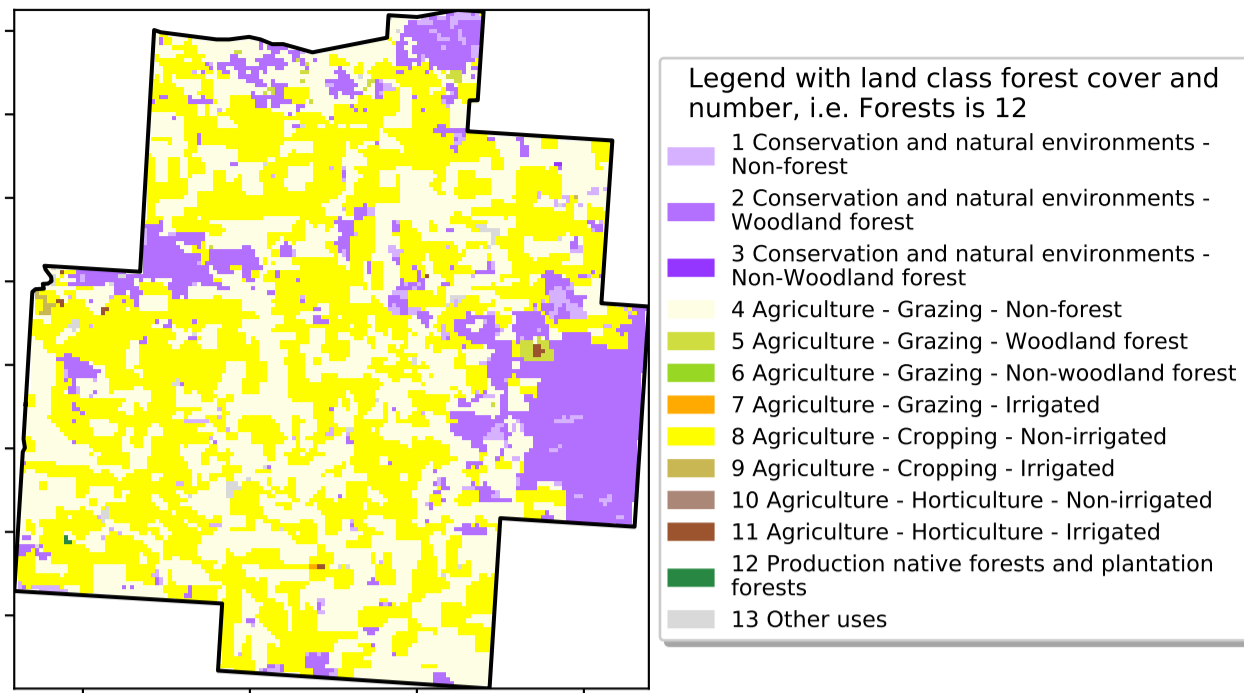 Legend with land class forest cover and
number, i.e. Forests is 12
1 Conservation and natural environments -
Non-forest
2 Conservation and natural environments -
Woodland forest
3 Conservation and natural environments -
Non-Woodland forest
4 Agriculture - Grazing - Non-forest
5 Agriculture - Grazing - Woodland forest
6 Agriculture - Grazing - Non-woodland forest
7 Agriculture - Grazing - Irrigated
8 Agriculture - Cropping - Non-irrigated
9 Agriculture - Cropping - Irrigated
10 Agriculture - Horticulture - Non-irrigated
11 Agriculture - Horticulture - Irrigated
12 Production native forests and plantation
forests
13 Other uses